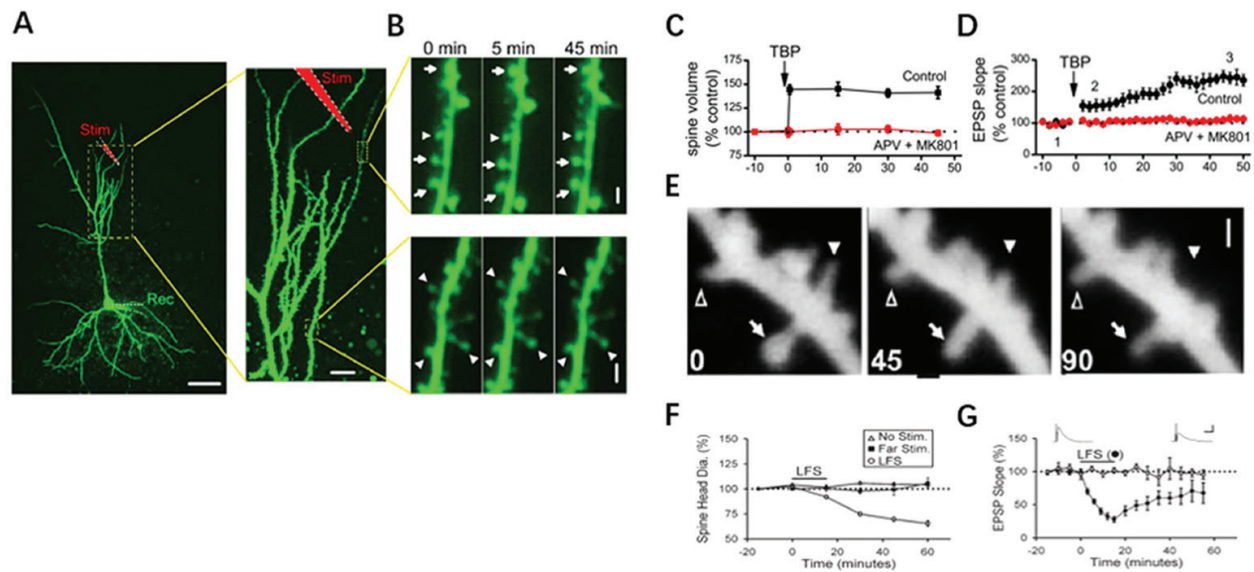 A
Stim
Rec
Stim
B
0 min 5 min 45 min
C
TBP
Control
APV + MK801
spine volume
(% control)
175
150
125
100
75
-10 0 10 20 30 40 50
D
TBP
1
2
3
Control
APV + MK801
EPSP slope
(% control)
300
200
100
0
-10 0 10 20 30 40 50
E
0
45
90
F
LFS
No Stim.
Far Stim.
LFS
Spine Head Dia. (%)
150
125
100
75
50
-20 0 20 40 60
Time (minutes)
G
LFS (●)
EPSP Slope (%)
150
100
50
0
-20 0 20 40 60
Time (minutes)